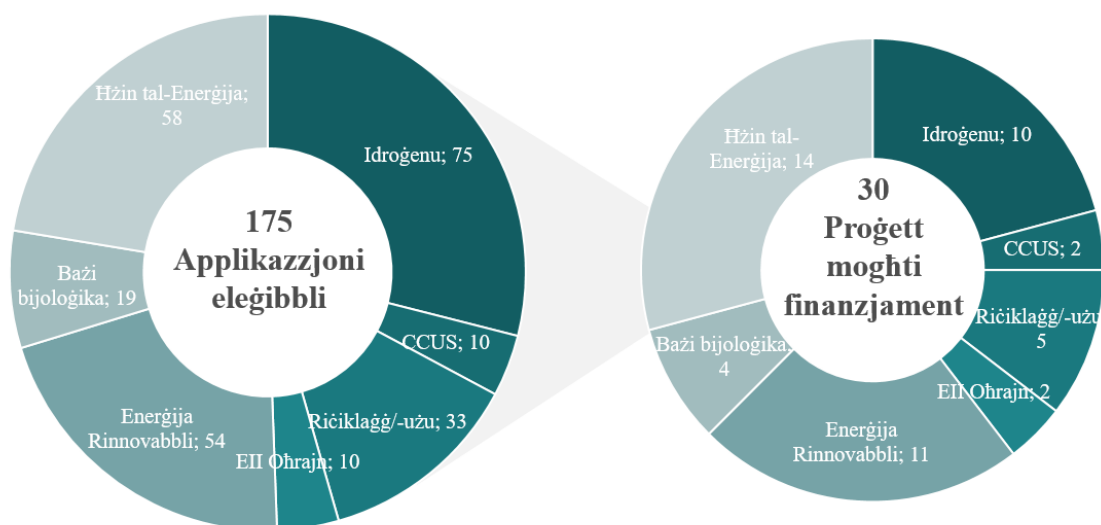 Ħżin tal-Enerġija;
58
Idroġenu; 75
175
Applikazzjoni
eleġibbli
Bażi
bijoloġika; 19
CCUS; 10
Riċiklaġġ/-użu; 33
Enerġija
Rinnovabbli; 54
EII Oħrajn; 10
Ħżin tal-
Enerġija; 14
Idroġenu; 10
30
Proġett
mogħti
finanzjament
CCUS; 2
Riċiklaġġ/-użu;
5
Bażi bijoloġika;
4
EII Oħrajn; 2
Enerġija
Rinnovabbli; 11